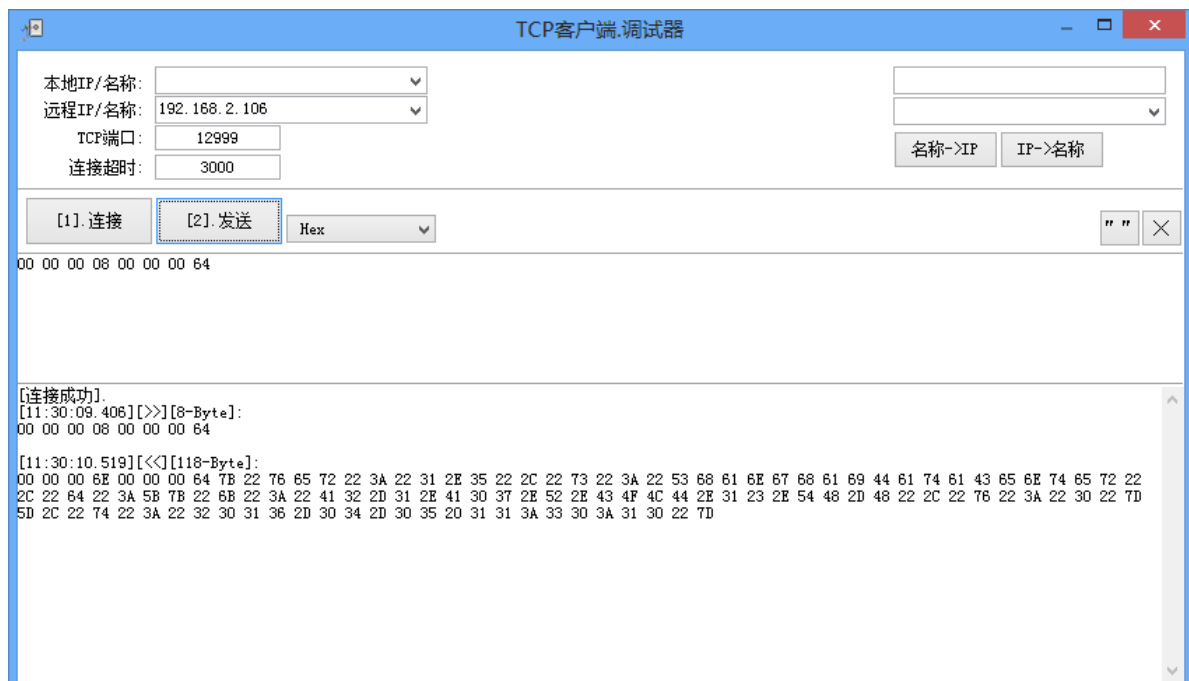 TCP客户端.调试器
本地IP/名称:
远程IP/名称: 192.168.2.106
TCP端口: 12999
连接超时: 3000
名称->IP IP->名称
[1].连接 [2].发送 Hex " "
00 00 00 08 00 00 00 64
[连接成功].
[11:30:09.406][>>][8-Byte]:
00 00 00 08 00 00 00 64
[11:30:10.519][<<][118-Byte]:
00 00 00 6E 00 00 00 64 7B 22 76 65 72 22 3A 22 31 2E 35 22 2C 22 73 22 3A 22 53 68 61 6E 67 68 61 69 44 61 74 61 43 65 6E 74 65 72 22
2C 22 64 22 3A 5B 7B 22 6B 22 3A 22 41 32 2D 31 2E 41 30 37 2E 52 2E 43 4F 4C 44 2E 31 23 2E 54 48 2D 48 22 2C 22 76 22 3A 22 30 22 7D
5D 2C 22 74 22 3A 22 32 30 31 36 2D 30 34 2D 30 35 20 31 31 3A 33 30 3A 31 30 22 7D